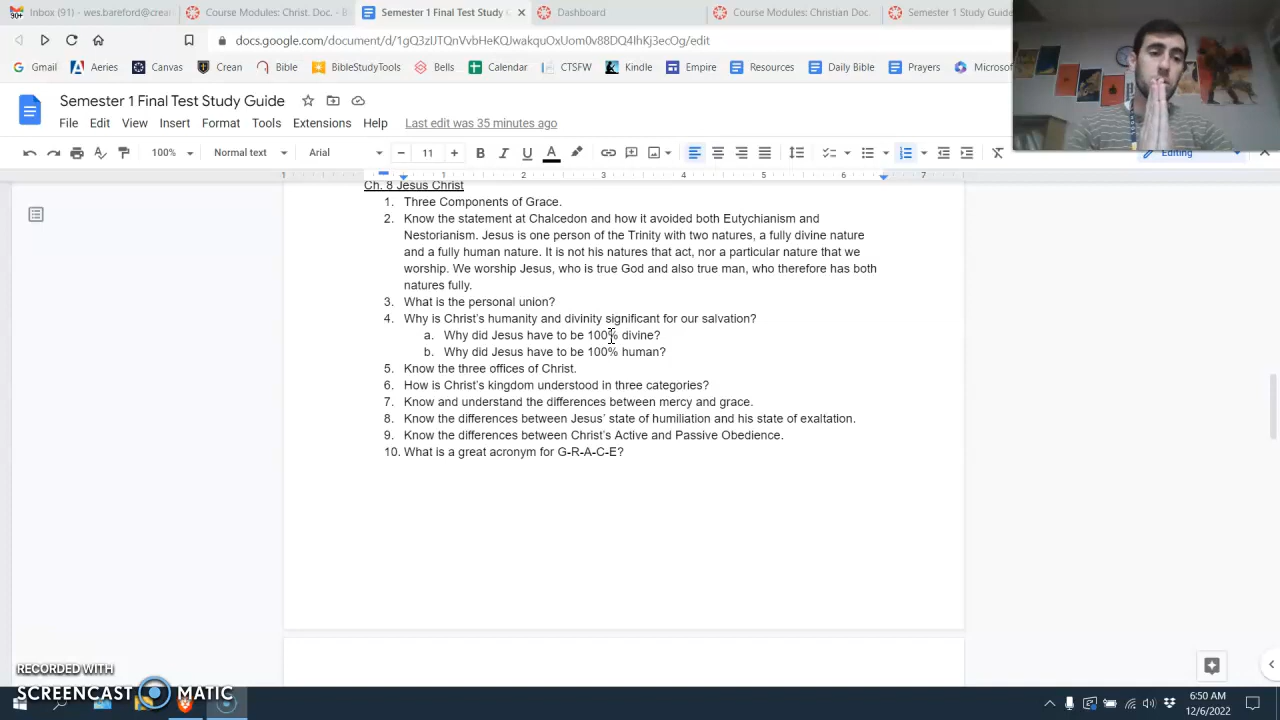 Inbox (91) - ws.bareford@crean
Course Modules: Christ. Doc. - B
Semester 1 Final Test Study G
Dashboard
Course Modules: Christian Doc.
Semester 1 Study Guide
docs.google.com/document/d/1gQ3zIJTQnVvbHeKQJwakquOxUom0v88DQ4IhKj3ecOg/edit
Gmail
Aeries
Canvas
Crean
Bible
BibleStudyTools
Bells
Calendar
CTSFW
Kindle
Empire
Resources
Daily Bible
Prayers
Microsof
Semester 1 Final Test Study Guide
File Edit View Insert Format Tools Extensions Help Last edit was 35 minutes ago
100% Normal text Arial 11 B I U A Editing
1 1 2 3 4 5 6 7
Ch. 8 Jesus Christ
1. Three Components of Grace.
2. Know the statement at Chalcedon and how it avoided both Eutychianism and
Nestorianism. Jesus is one person of the Trinity with two natures, a fully divine nature
and a fully human nature. It is not his natures that act, nor a particular nature that we
worship. We worship Jesus, who is true God and also true man, who therefore has both
natures fully.
3. What is the personal union?
4. Why is Christ's humanity and divinity significant for our salvation?
a. Why did Jesus have to be 100% divine?
b. Why did Jesus have to be 100% human?
5. Know the three offices of Christ.
6. How is Christ's kingdom understood in three categories?
7. Know and understand the differences between mercy and grace.
8. Know the differences between Jesus' state of humiliation and his state of exaltation.
9. Know the differences between Christ's Active and Passive Obedience.
10. What is a great acronym for G-R-A-C-E?
RECORDED WITH
SCREENCAST MATIC
6:50 AM
12/6/2022